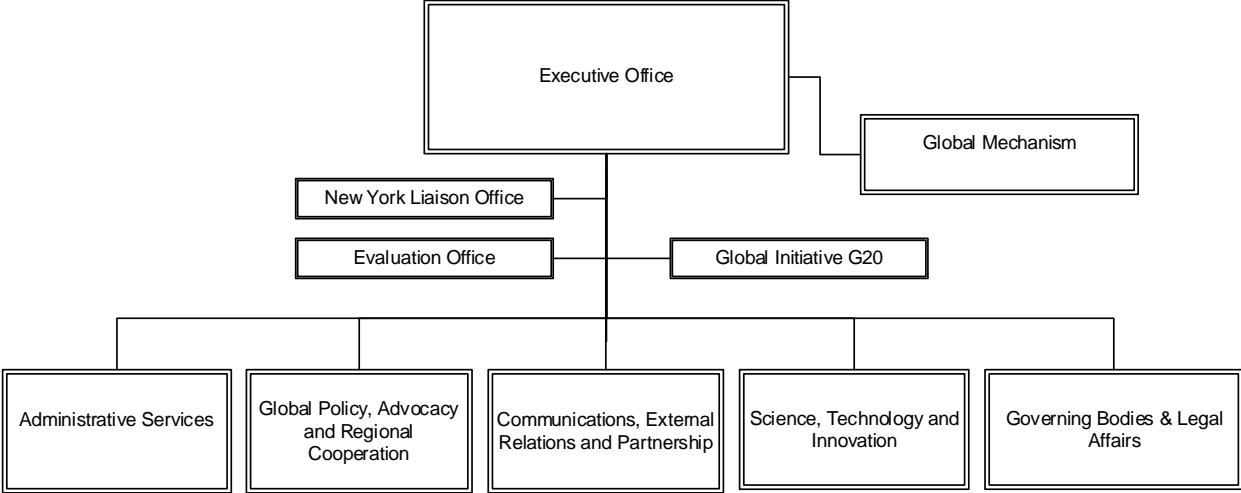 Executive Office
Global Mechanism
New York Liaison Office
Evaluation Office
Global Initiative G20
Administrative Services
Global Policy, Advocacy
and Regional
Cooperation
Communications, External
Relations and Partnership
Science, Technology and
Innovation
Governing Bodies & Legal
Affairs